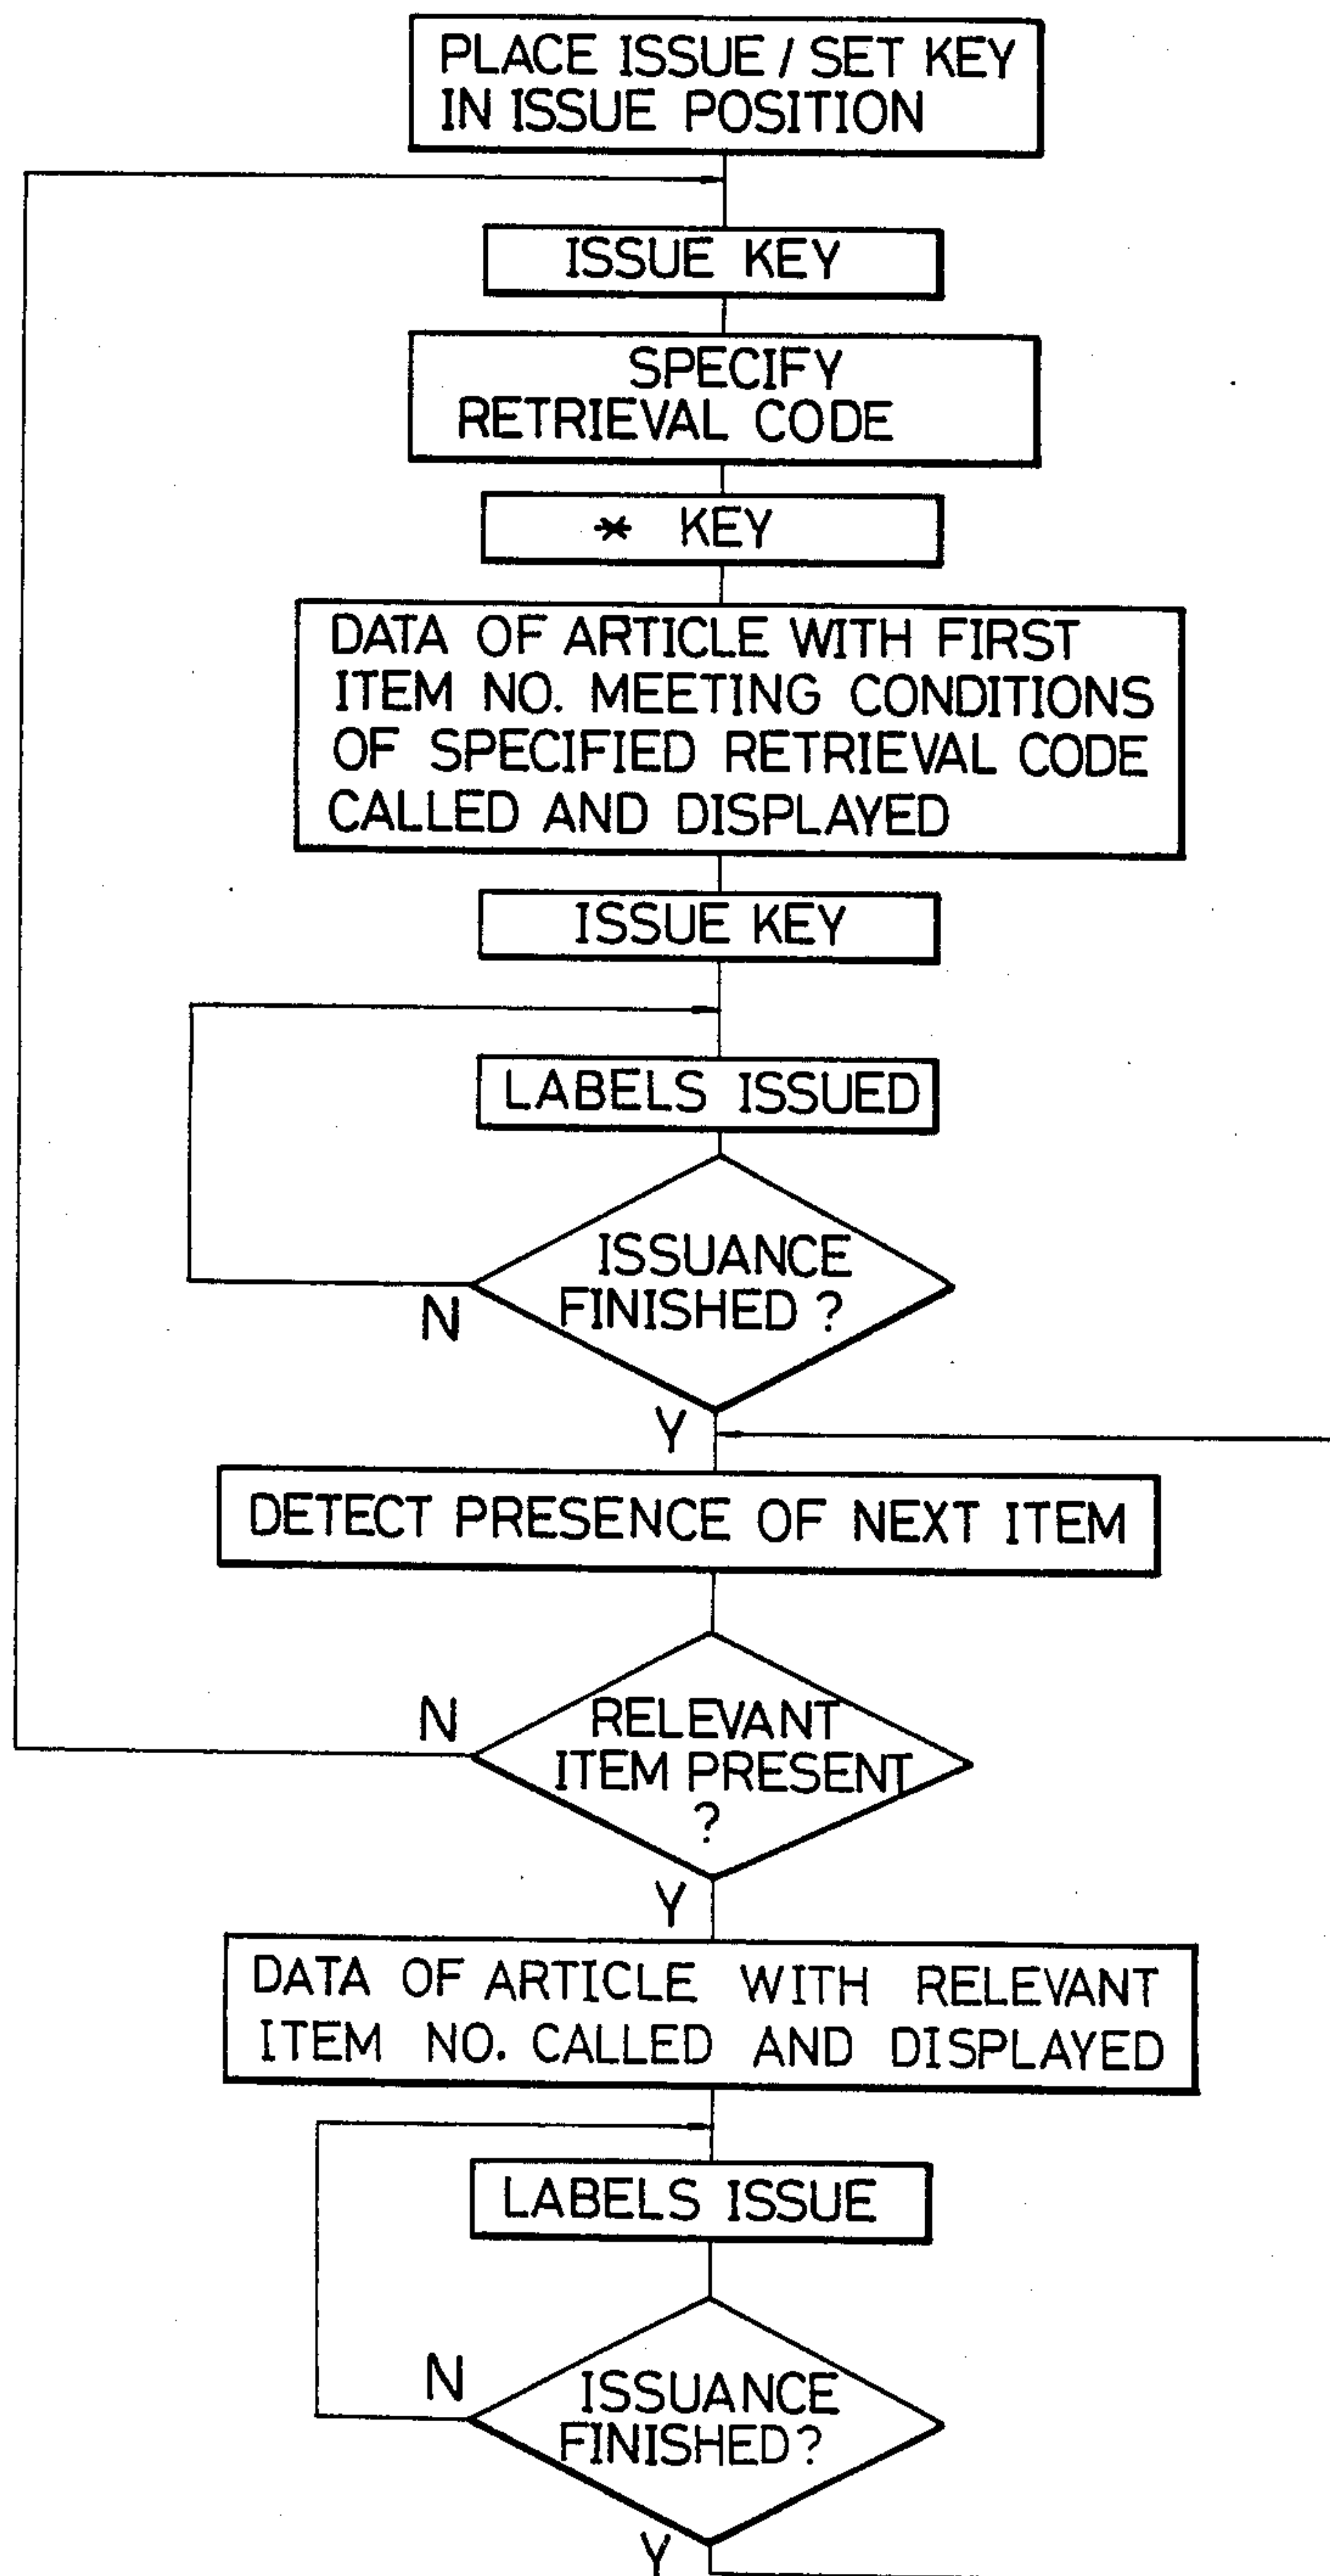 PLACE ISSUE / SET KEY
IN ISSUE POSITION
ISSUE KEY
SPECIFY
RETRIEVAL CODE
* KEY
DATA OF ARTICLE WITH FIRST
ITEM NO. MEETING CONDITIONS
OF SPECIFIED RETRIEVAL CODE
CALLED AND DISPLAYED
ISSUE KEY
LABELS ISSUED
ISSUANCE
FINISHED ?
N
Y
DETECT PRESENCE OF NEXT ITEM
N
RELEVANT
ITEM PRESENT
?
Y
DATA OF ARTICLE WITH RELEVANT
ITEM NO. CALLED AND DISPLAYED
LABELS ISSUE
N
ISSUANCE
FINISHED?
Y